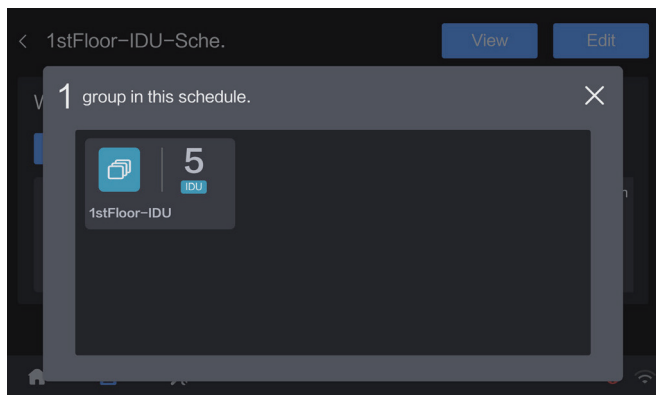 1stFloor-IDU-Sche.
View
Edit
1 group in this schedule.
5
IDU
1stFloor-IDU